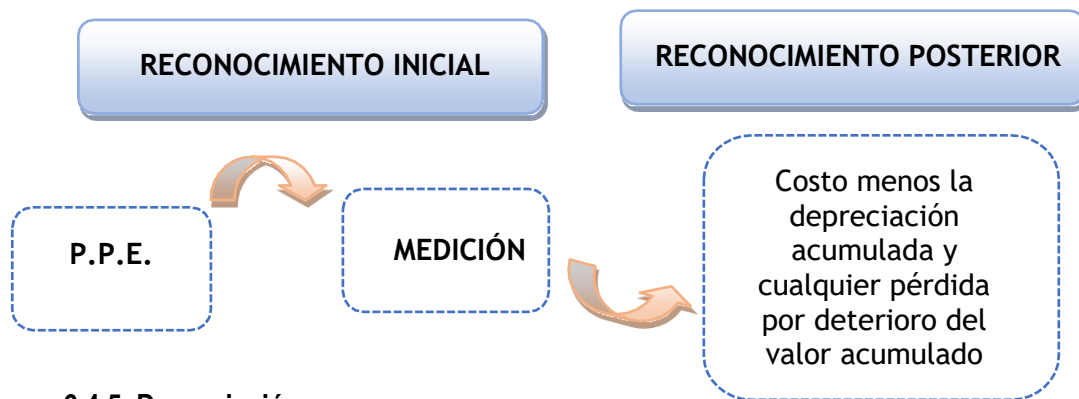 RECONOCIMIENTO INICIAL
RECONOCIMIENTO POSTERIOR
P.P.E.
MEDICIÓN
Costo menos la
depreciación
acumulada y
cualquier pérdida
por deterioro del
valor acumulado